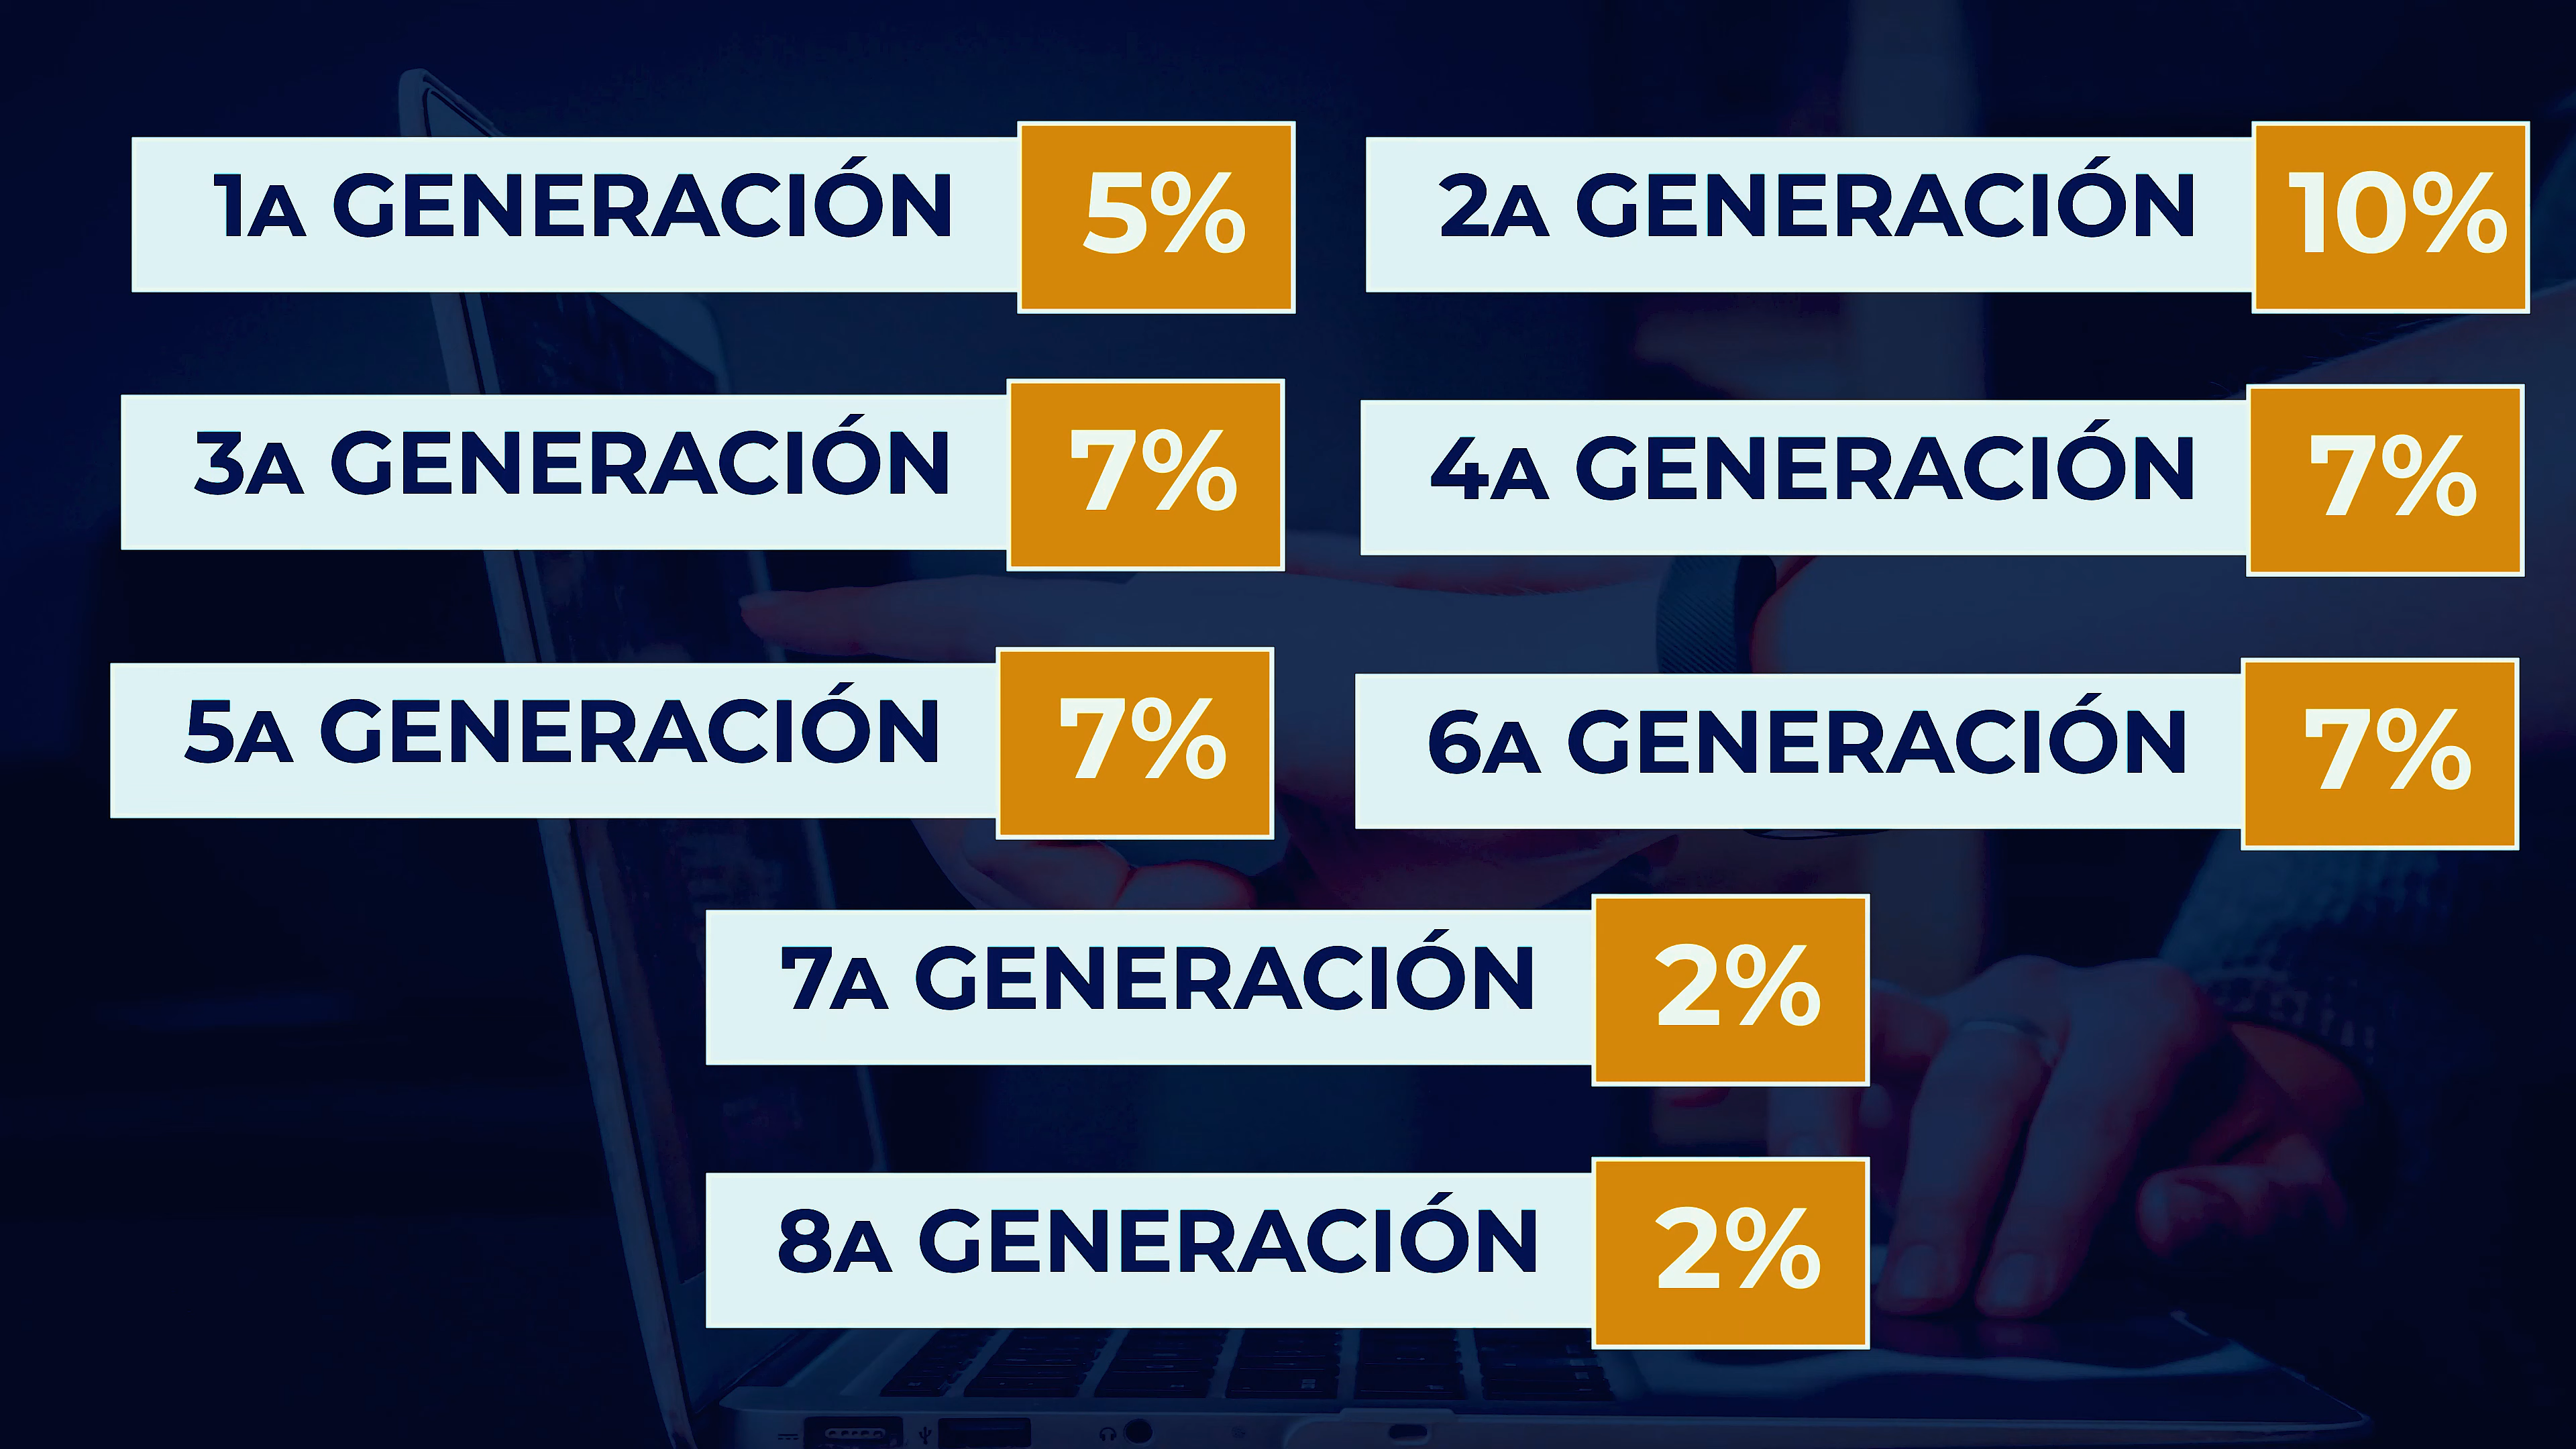 1A GENERACIÓN 5%
2A GENERACIÓN 10%
3A GENERACIÓN 7%
4A GENERACIÓN 7%
5A GENERACIÓN 7%
6A GENERACIÓN 7%
7A GENERACIÓN 2%
8A GENERACIÓN 2%